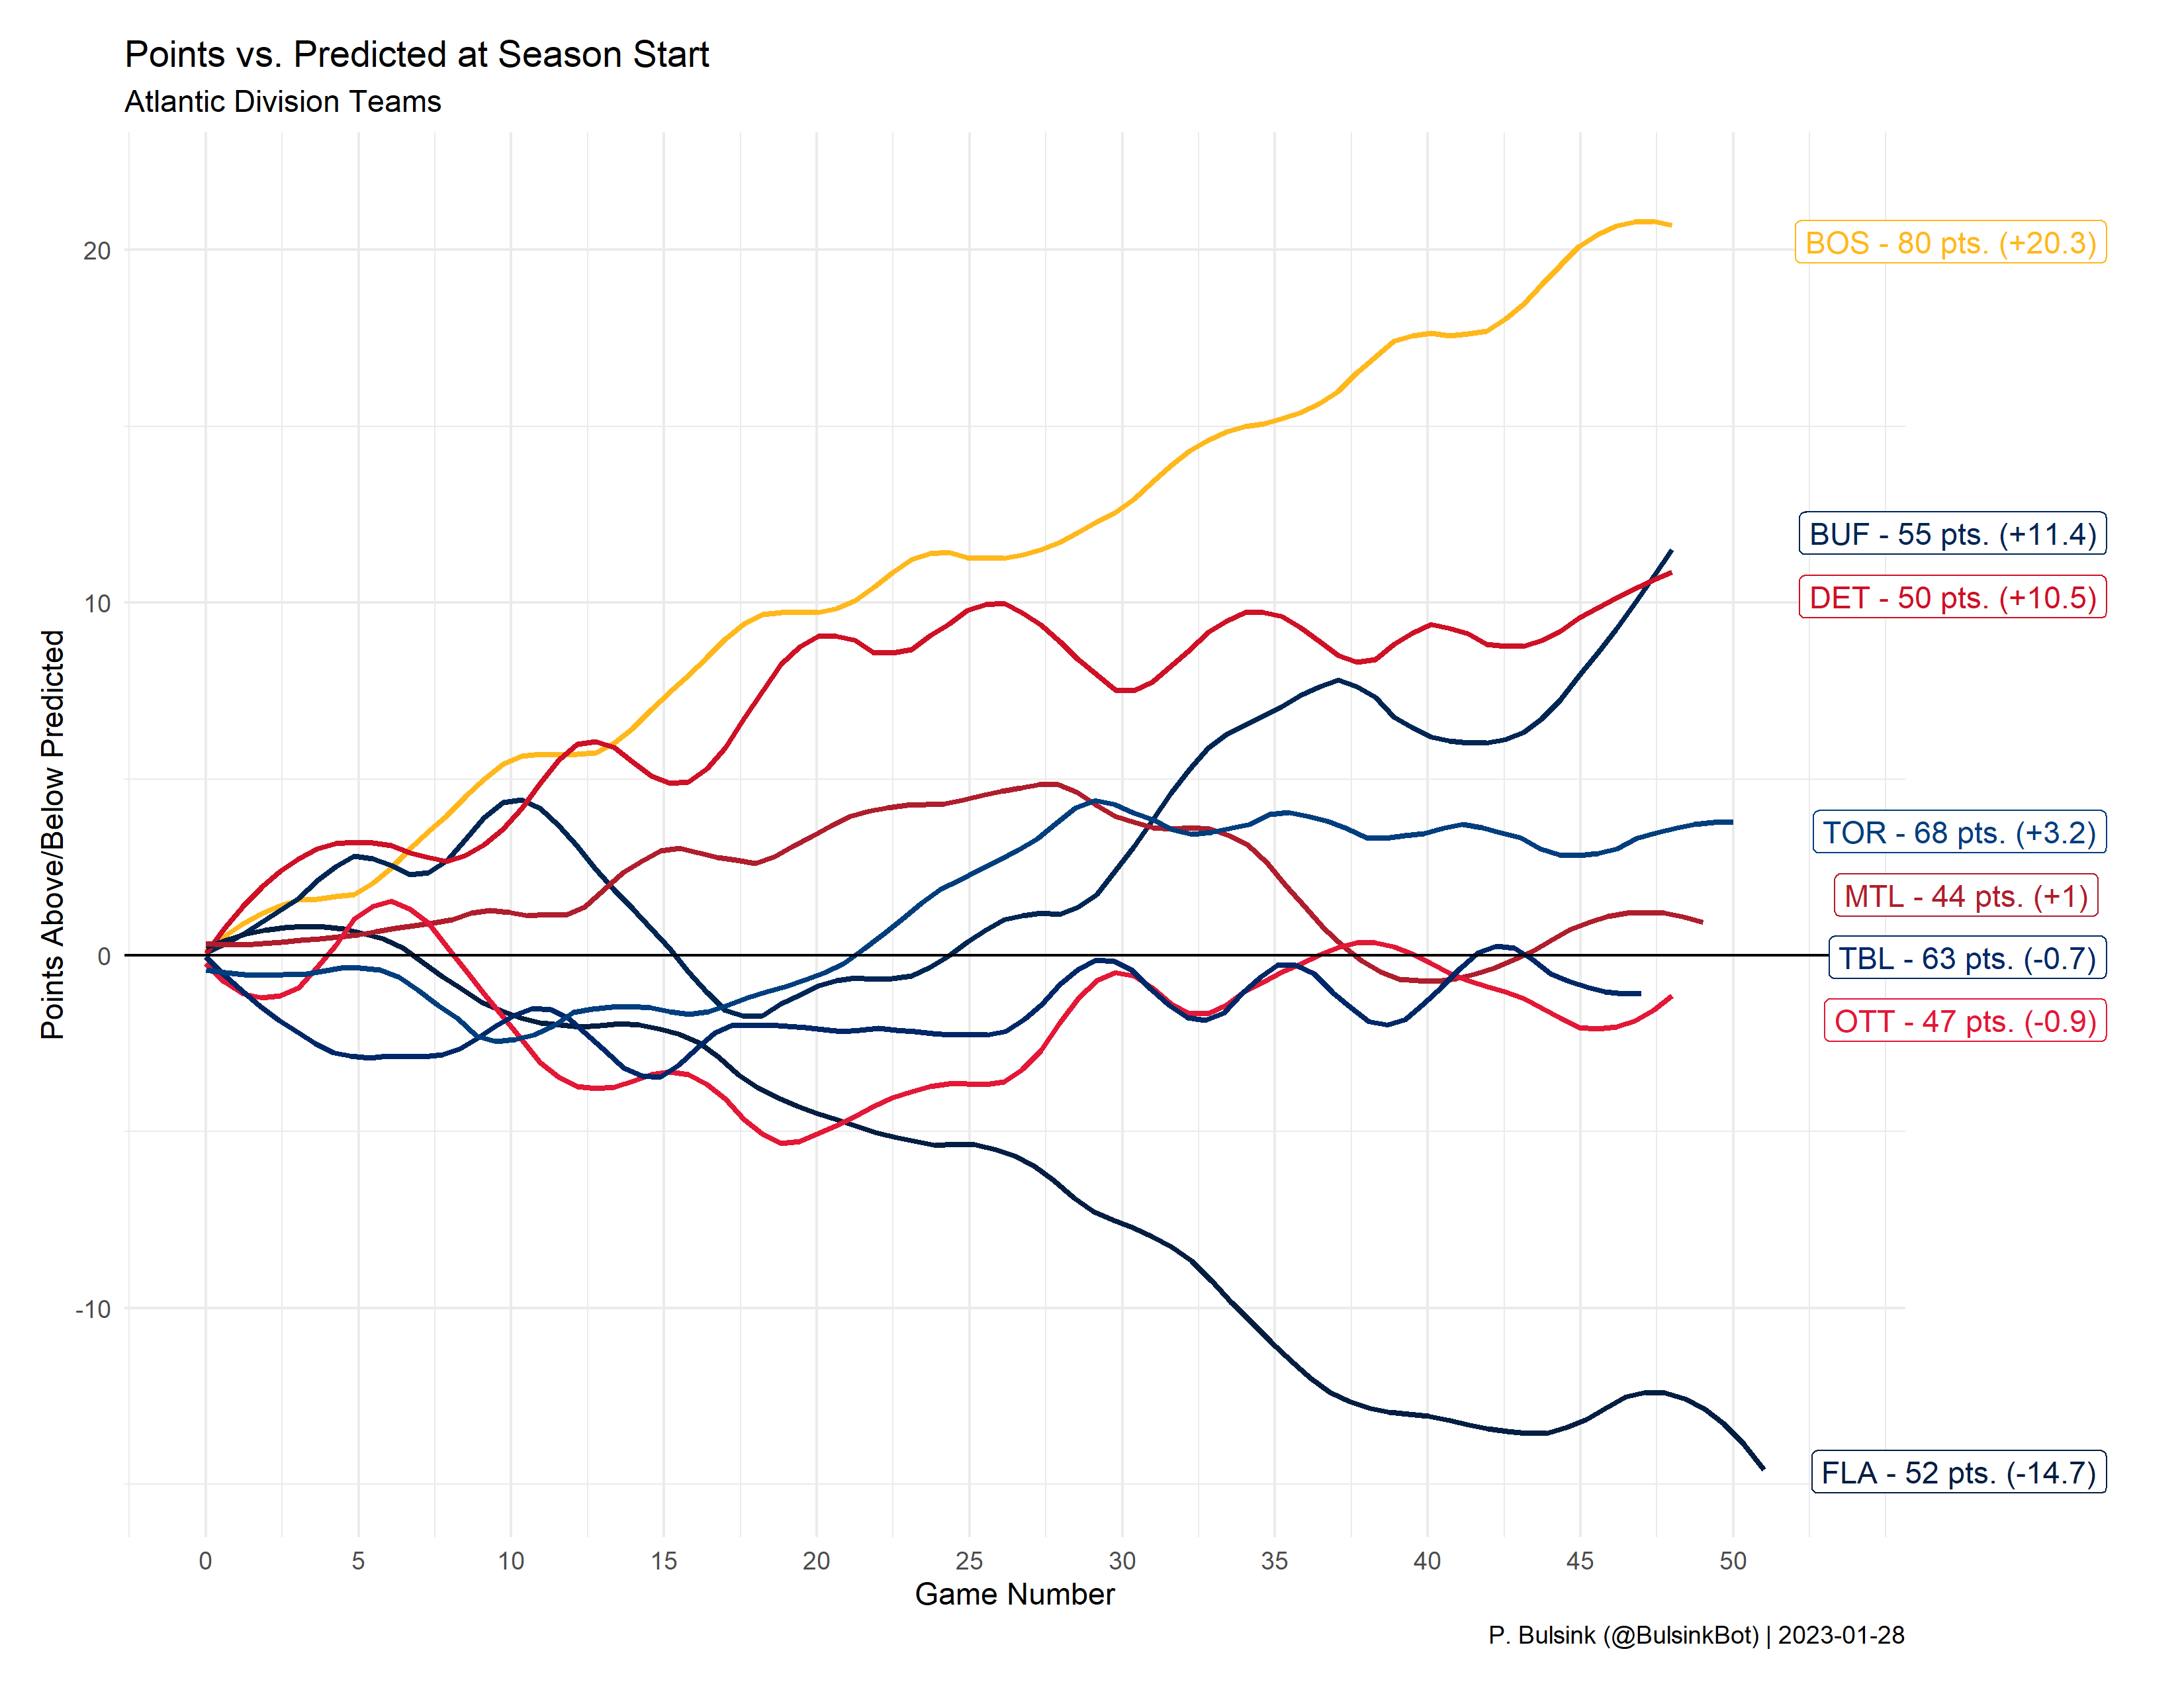 Points vs. Predicted at Season Start
Atlantic Division Teams
Points Above/Below Predicted
20
10
0
-10
BOS - 80 pts. (+20.3)
BUF - 55 pts. (+11.4)
DET - 50 pts. (+10.5)
TOR - 68 pts. (+3.2)
MTL - 44 pts. (+1)
TBL - 63 pts. (-0.7)
OTT - 47 pts. (-0.9)
FLA - 52 pts. (-14.7)
0 5 10 15 20 25 30 35 40 45 50
Game Number
P. Bulsink (@BulsinkBot) | 2023-01-28